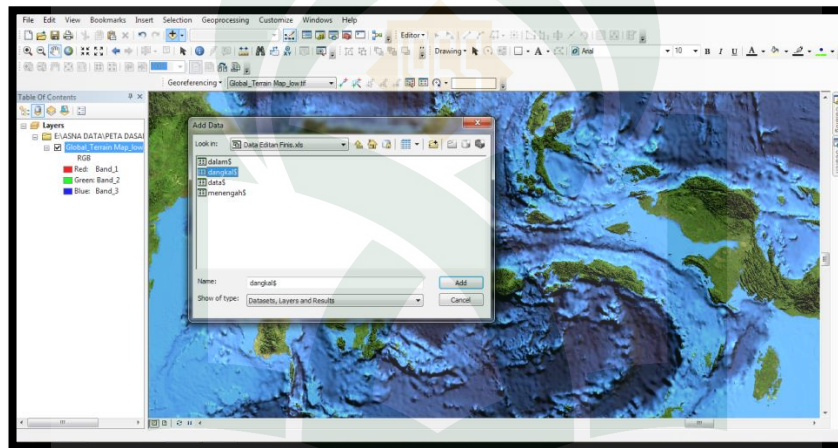 File Edit View Bookmarks Insert Selection Geoprocessing Customize Windows Help
Editor
Drawing
Arial
10
B I U A
Georeferencing Global_Terrain Map_low.tif
Table Of Contents
Layers
E:\ASNA DATA\PETA DASAI
Global_Terrain Map_low
RGB
Red: Band_1
Green: Band_2
Blue: Band_3
Add Data
Look in: Data Editan Finis.xls
dalam$
dangkal$
data$
menengah$
Name: dangkal$
Add
Show of type: Datasets, Layers and Results
Cancel